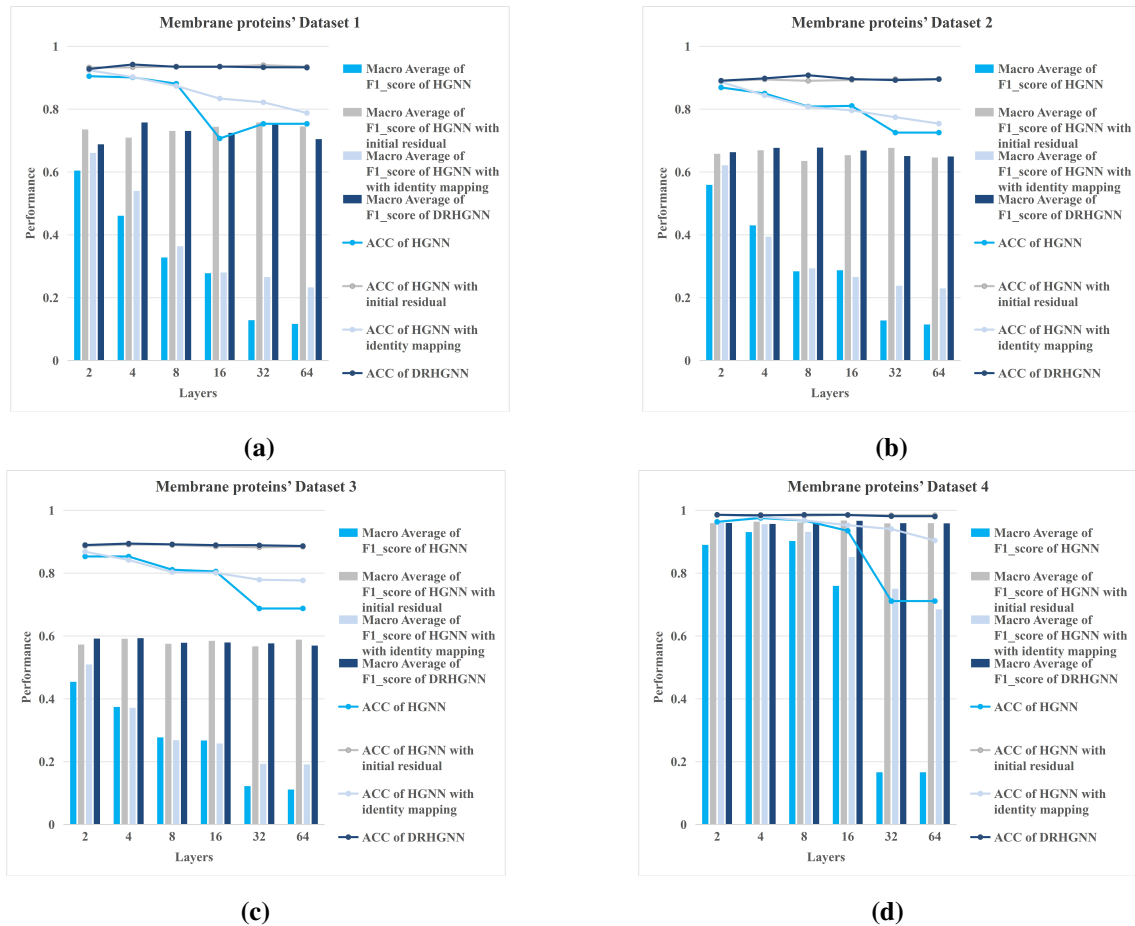 Membrane proteins' Dataset 1
1
0.8
0.6
0.4
0.2
0
Performance
2 4 8 16 32 64
Layers
Macro Average of
F1_score of HGNN
Macro Average of
F1_score of HGNN with
initial residual
Macro Average of
F1_score of HGNN with
with identity mapping
Macro Average of
F1_score of DRHGNN
ACC of HGNN
ACC of HGNN with
initial residual
ACC of HGNN with
identity mapping
ACC of DRHGNN
(a)
Membrane proteins' Dataset 2
1
0.8
0.6
0.4
0.2
0
Performance
2 4 8 16 32 64
Layers
Macro Average of
F1_score of HGNN
Macro Average of
F1_score of HGNN with
initial residual
Macro Average of
F1_score of HGNN with
with identity mapping
Macro Average of
F1_score of DRHGNN
ACC of HGNN
ACC of HGNN with
initial residual
ACC of HGNN with
identity mapping
ACC of DRHGNN
(b)
Membrane proteins' Dataset 3
1
0.8
0.6
0.4
0.2
0
Performance
2 4 8 16 32 64
Layers
Macro Average of
F1_score of HGNN
Macro Average of
F1_score of HGNN with
initial residual
Macro Average of
F1_score of HGNN with
with identity mapping
Macro Average of
F1_score of DRHGNN
ACC of HGNN
ACC of HGNN with
initial residual
ACC of HGNN with
identity mapping
ACC of DRHGNN
(c)
Membrane proteins' Dataset 4
1
0.8
0.6
0.4
0.2
0
Performance
2 4 8 16 32 64
Layers
Macro Average of
F1_score of HGNN
Macro Average of
F1_score of HGNN with
initial residual
Macro Average of
F1_score of HGNN with
with identity mapping
Macro Average of
F1_score of DRHGNN
ACC of HGNN
ACC of HGNN with
initial residual
ACC of HGNN with
identity mapping
ACC of DRHGNN
(d)